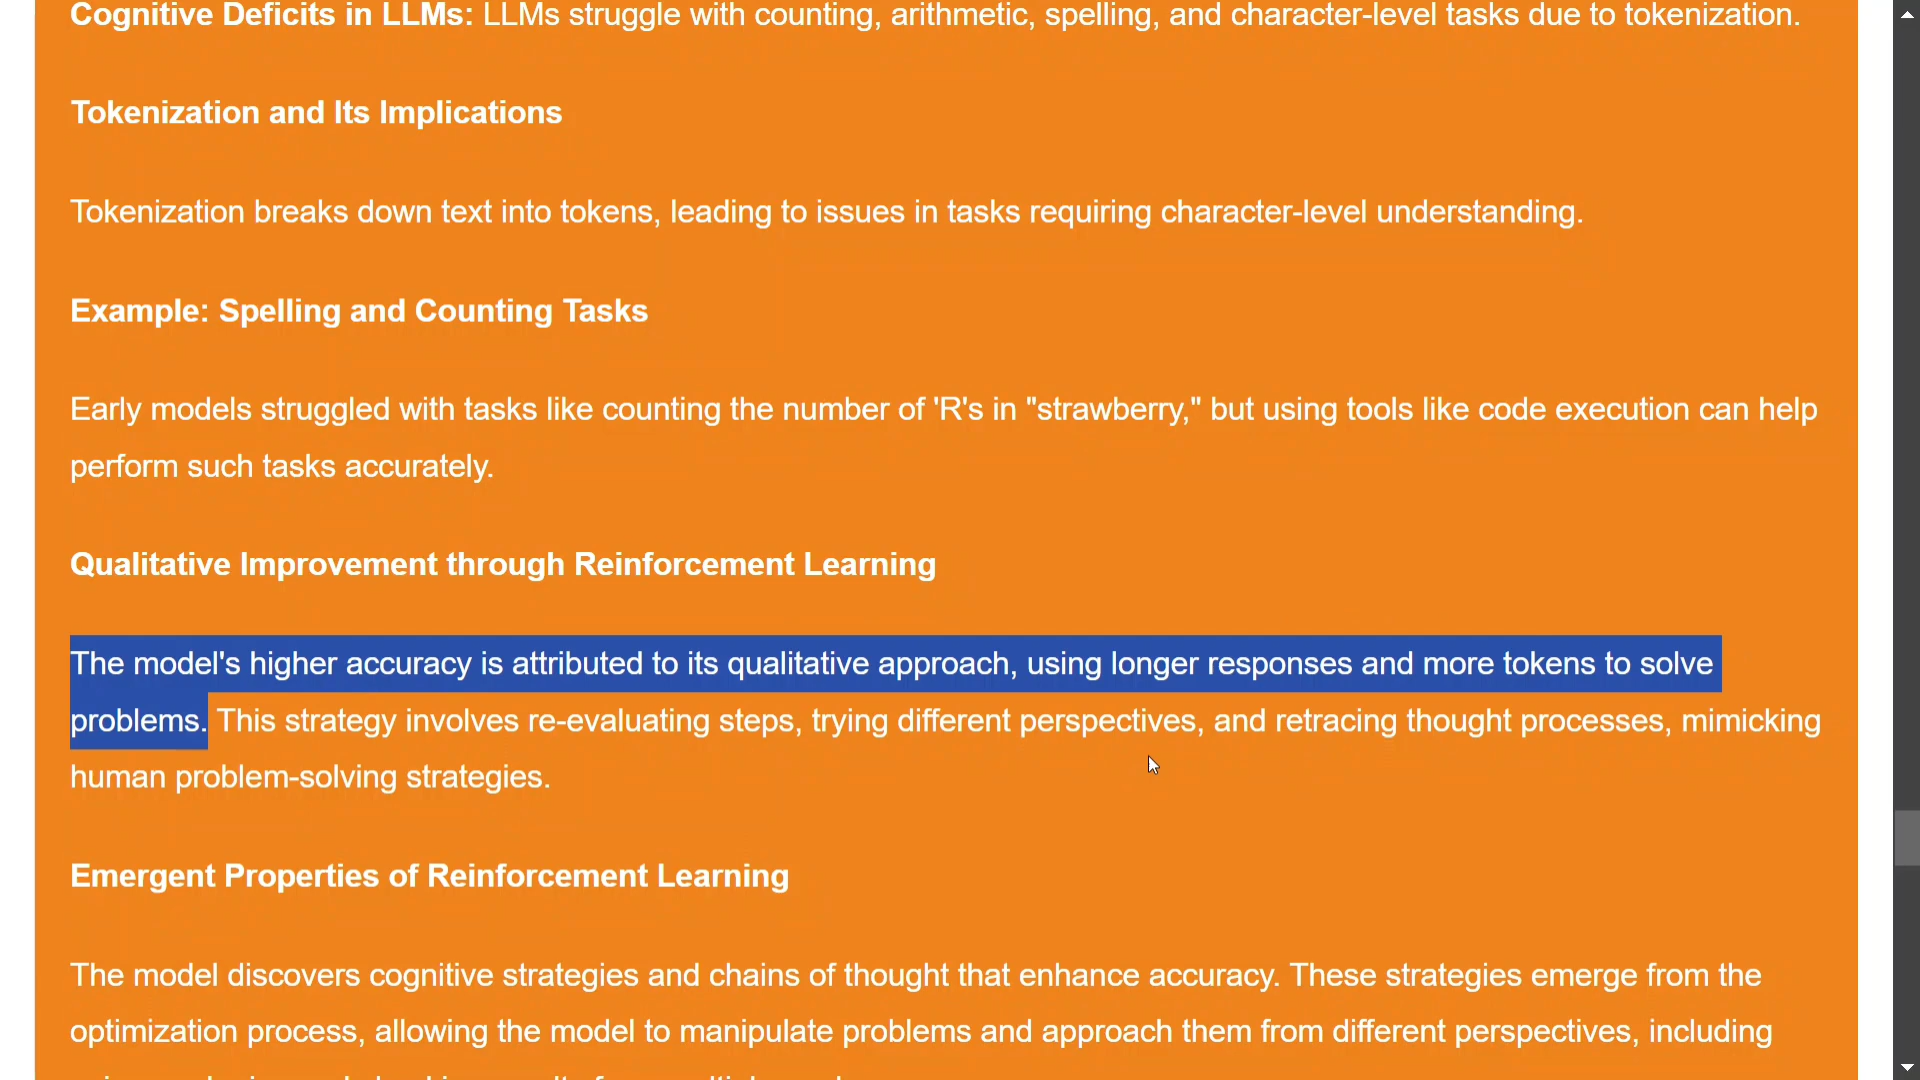 Cognitive Deficits in LLMs: LLMs struggle with counting, arithmetic, spelling, and character-level tasks due to tokenization.
Tokenization and Its Implications
Tokenization breaks down text into tokens, leading to issues in tasks requiring character-level understanding.
Example: Spelling and Counting Tasks
Early models struggled with tasks like counting the number of 'R's in "strawberry," but using tools like code execution can help
perform such tasks accurately.
Qualitative Improvement through Reinforcement Learning
The model's higher accuracy is attributed to its qualitative approach, using longer responses and more tokens to solve
problems. This strategy involves re-evaluating steps, trying different perspectives, and retracing thought processes, mimicking
human problem-solving strategies.
Emergent Properties of Reinforcement Learning
The model discovers cognitive strategies and chains of thought that enhance accuracy. These strategies emerge from the
optimization process, allowing the model to manipulate problems and approach them from different perspectives, including